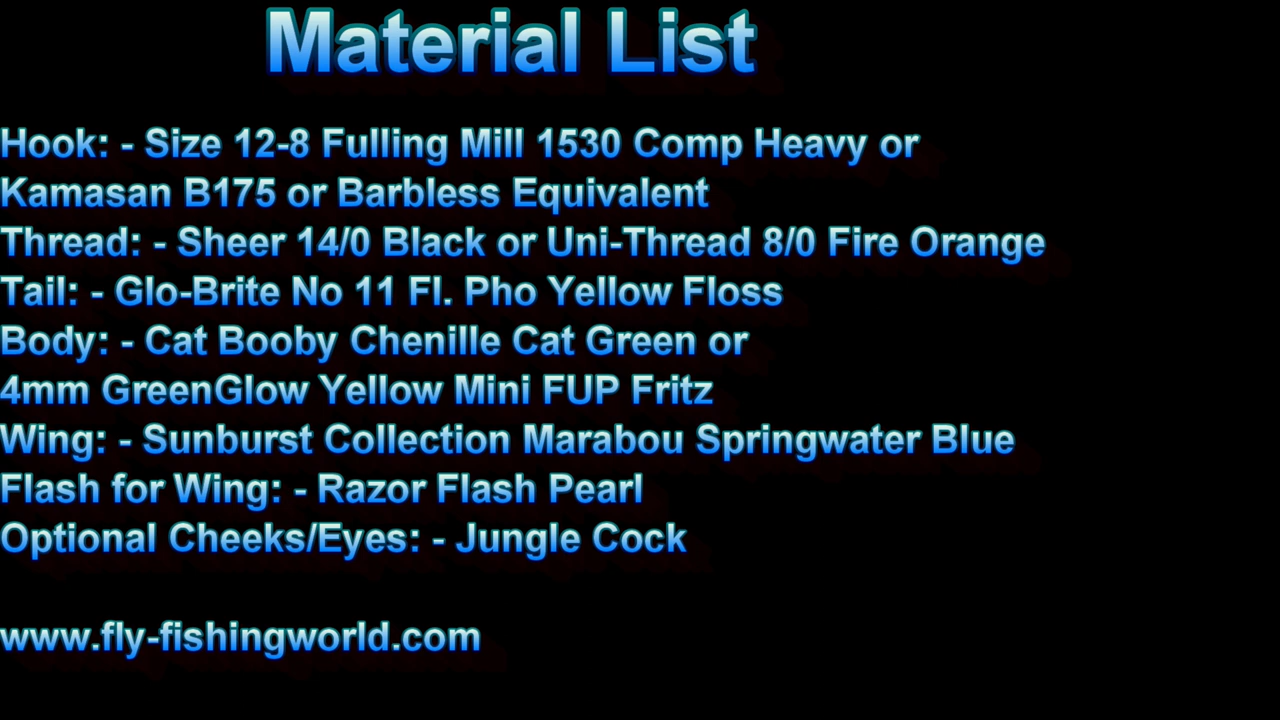 Material List
Hook: - Size 12-8 Fulling Mill 1530 Comp Heavy or
Kamasan B175 or Barbless Equivalent
Thread: - Sheer 14/0 Black or Uni-Thread 8/0 Fire Orange
Tail: - Glo-Brite No 11 Fl. Pho Yellow Floss
Body: - Cat Booby Chenille Cat Green or
4mm GreenGlow Yellow Mini FUP Fritz
Wing: - Sunburst Collection Marabou Springwater Blue
Flash for Wing: - Razor Flash Pearl
Optional Cheeks/Eyes: - Jungle Cock
www.fly-fishingworld.com